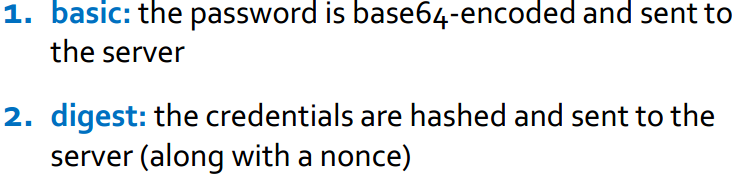 1. basic: the password is base64-encoded and sent to
the server
2. digest: the credentials are hashed and sent to the
server (along with a nonce)